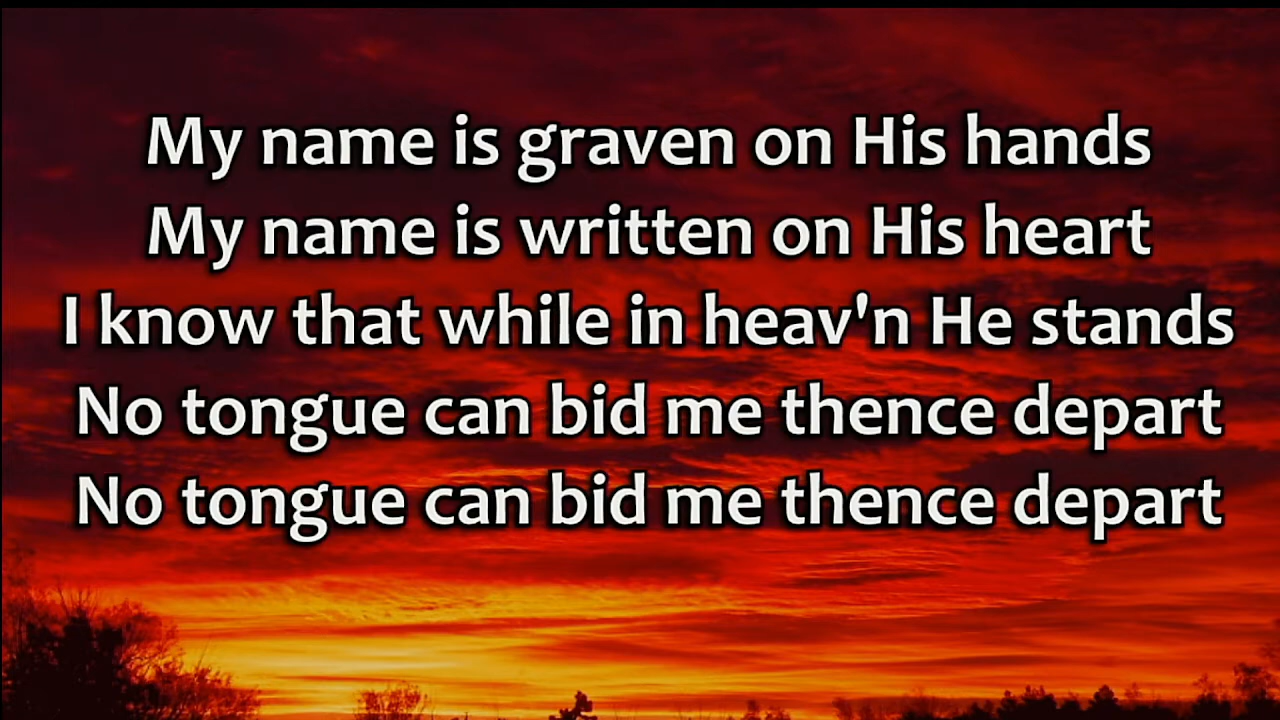 My name is graven on His hands
My name is written on His heart
I know that while in heav'n He stands
No tongue can bid me thence depart
No tongue can bid me thence depart